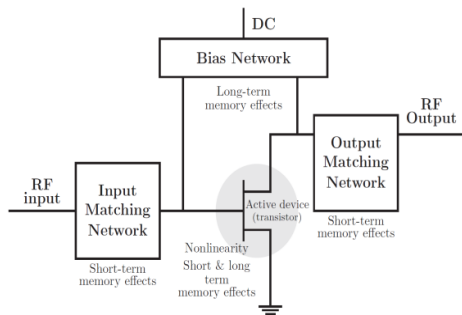 DC
Bias Network
Long-term
memory effects
RF
Output
Output
Matching
Network
Short-term
memory effects
RF
input
Input
Matching
Network
Short-term
memory effects
Active device
(transistor)
Nonlinearity
Short & long
term
memory effects